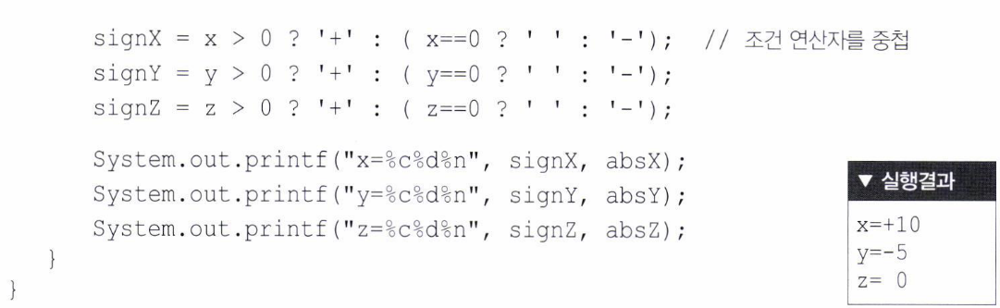 signX = x > 0 ? '+' : ( x==0 ? ' ' : '-');   // 조건 연산자를 중첩
signY = y > 0 ? '+' : ( y==0 ? ' ' : '-');
signZ = z > 0 ? '+' : ( z==0 ? ' ' : '-');
System.out.printf("x=%c%d%n", signX, absX);
System.out.printf("y=%c%d%n", signY, absY);
System.out.printf("z=%c%d%n", signZ, absZ);
}
}
▼ 실행결과
x=+10
y=-5
z= 0